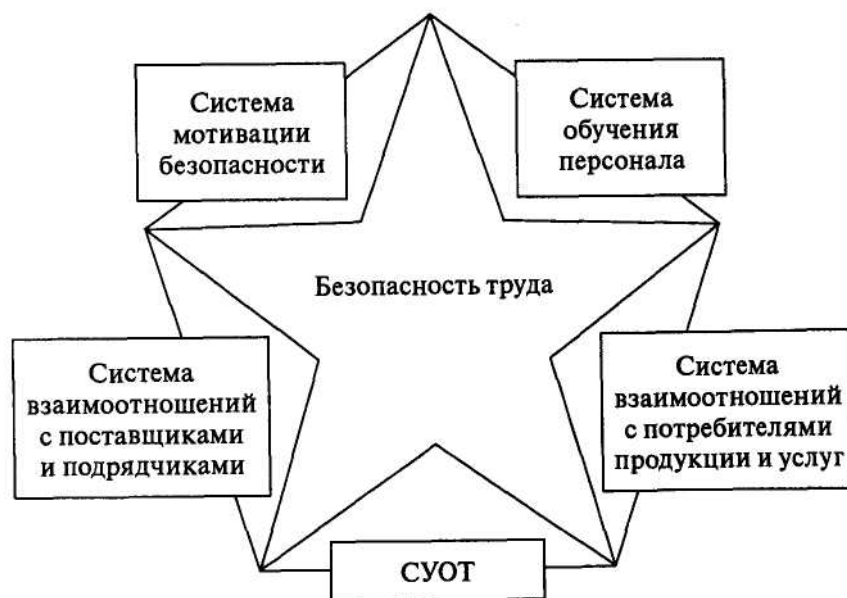 Система
мотивации
безопасности
Система
обучения
персонала
Безопасность труда
Система
взаимоотношений
с поставщиками
и подрядчиками
Система
взаимоотношений
с потребителями
продукции и услуг
СУОТ